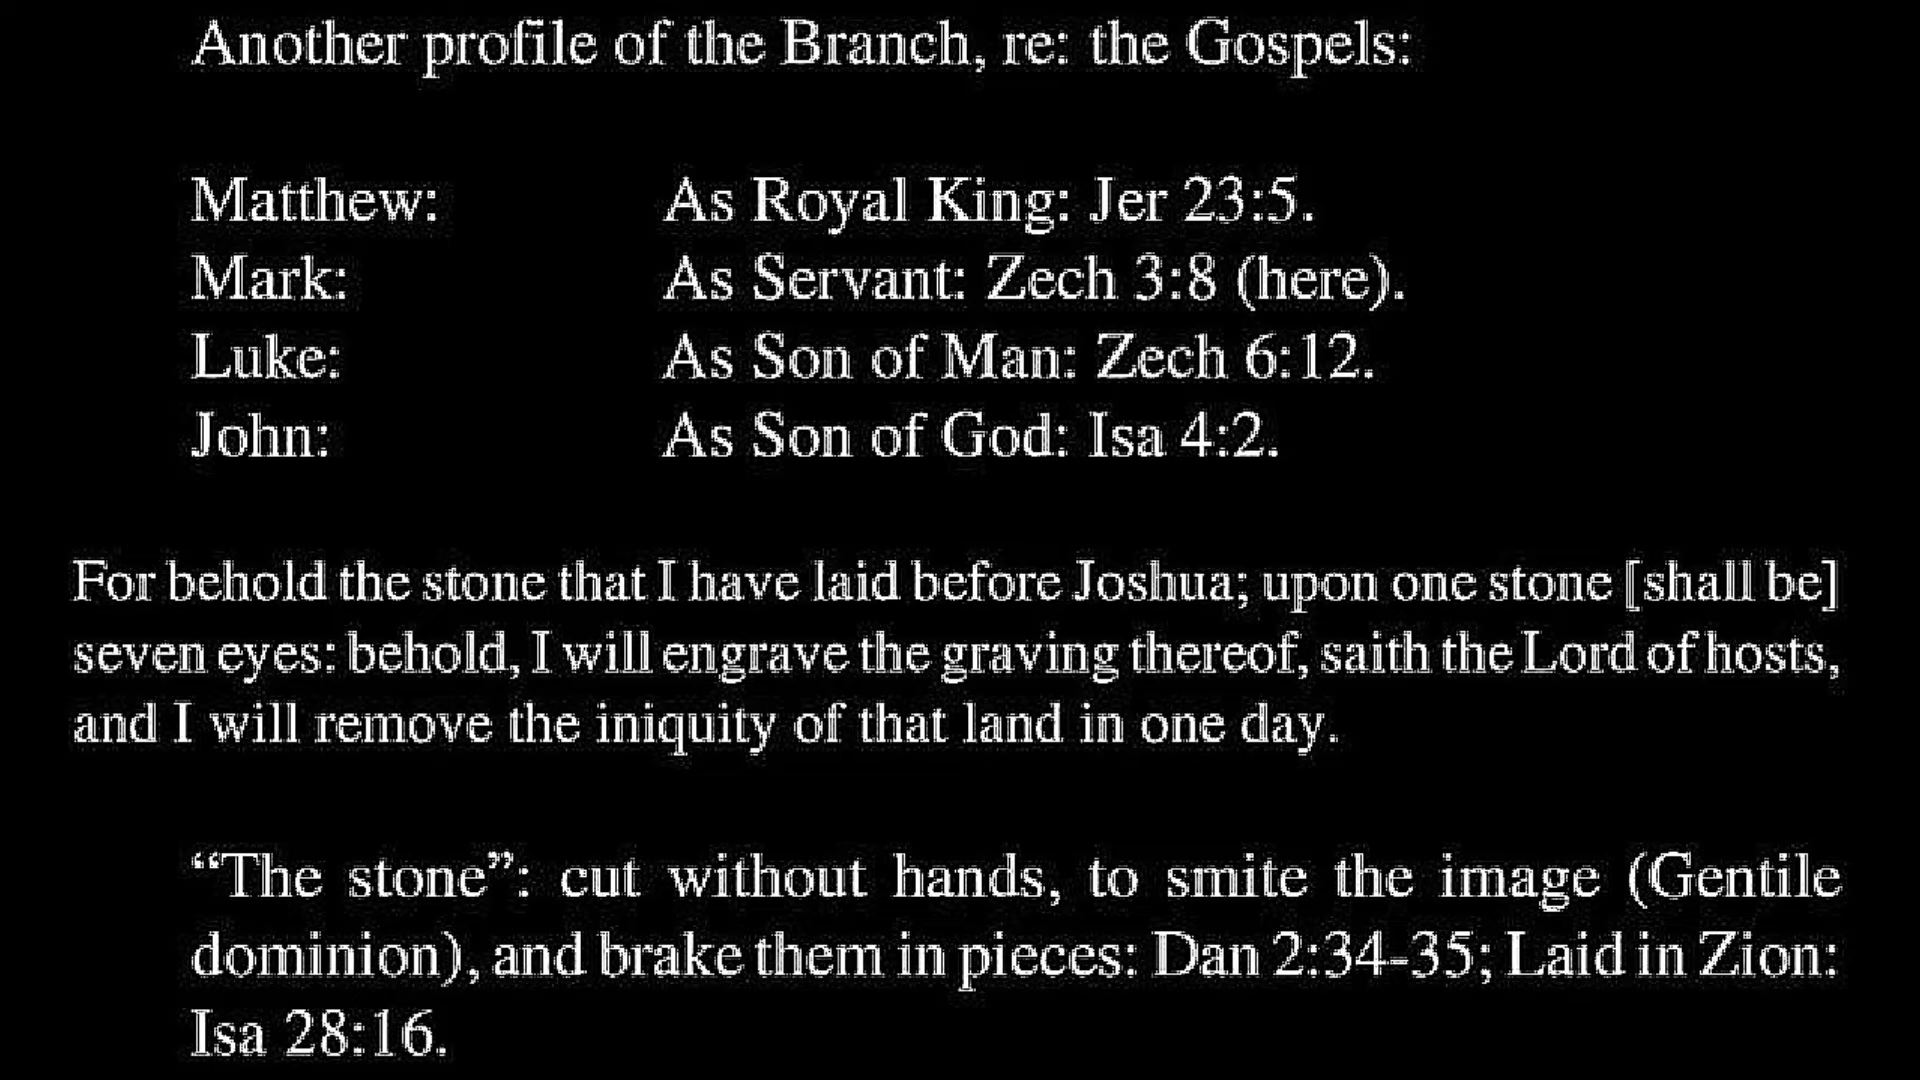 Another profile of the Branch, re: the Gospels:
Matthew: As Royal King: Jer 23:5.
Mark: As Servant: Zech 3:8 (here).
Luke: As Son of Man: Zech 6:12.
John: As Son of God: Isa 4:2.
For behold the stone that I have laid before Joshua; upon one stone [shall be]
seven eyes: behold, I will engrave the graving thereof, saith the Lord of hosts,
and I will remove the iniquity of that land in one day.
“The stone”: cut without hands, to smite the image (Gentile
dominion), and brake them in pieces: Dan 2:34-35; Laid in Zion:
Isa 28:16.